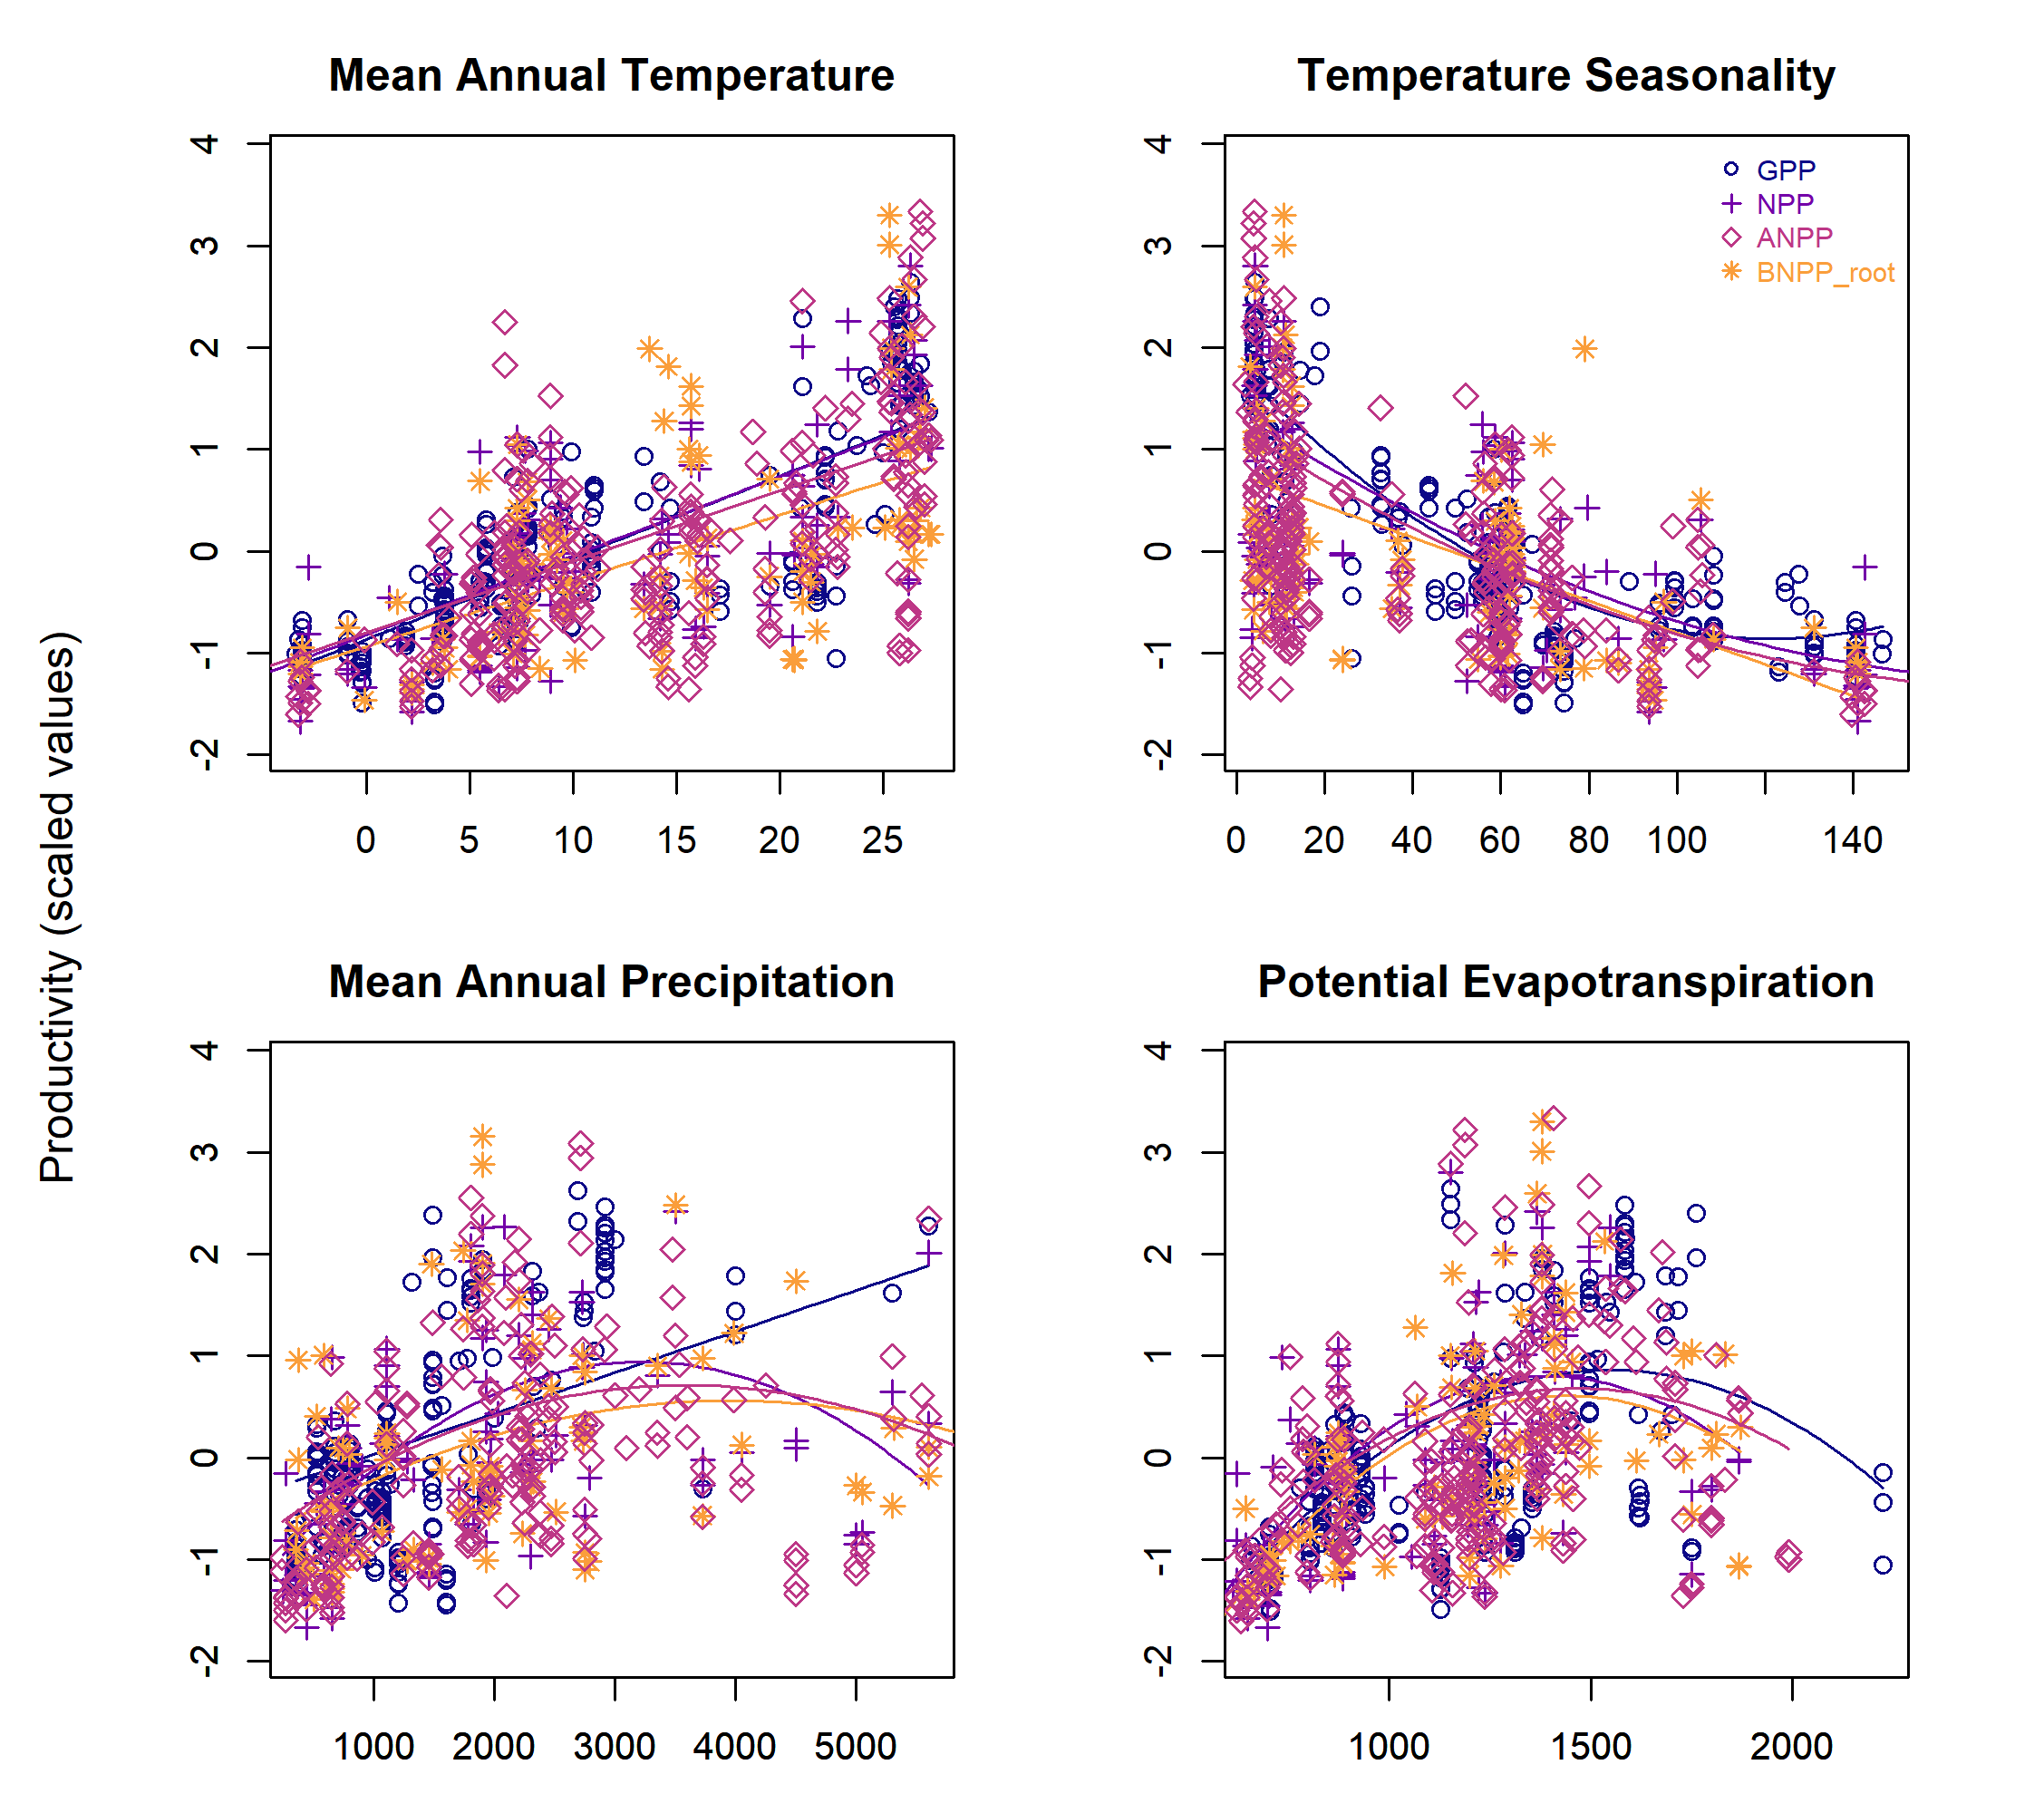 Mean Annual Temperature
Temperature Seasonality
4
3
2
1
0
-1
-2
0 5 10 15 20 25
4
3
2
1
0
-1
-2
GPP
NPP
ANPP
BNPP_root
0 20 40 60 80 100 140
Productivity (scaled values)
Mean Annual Precipitation
Potential Evapotranspiration
4
3
2
1
0
-1
-2
1000 2000 3000 4000 5000
4
3
2
1
0
-1
-2
1000 1500 2000